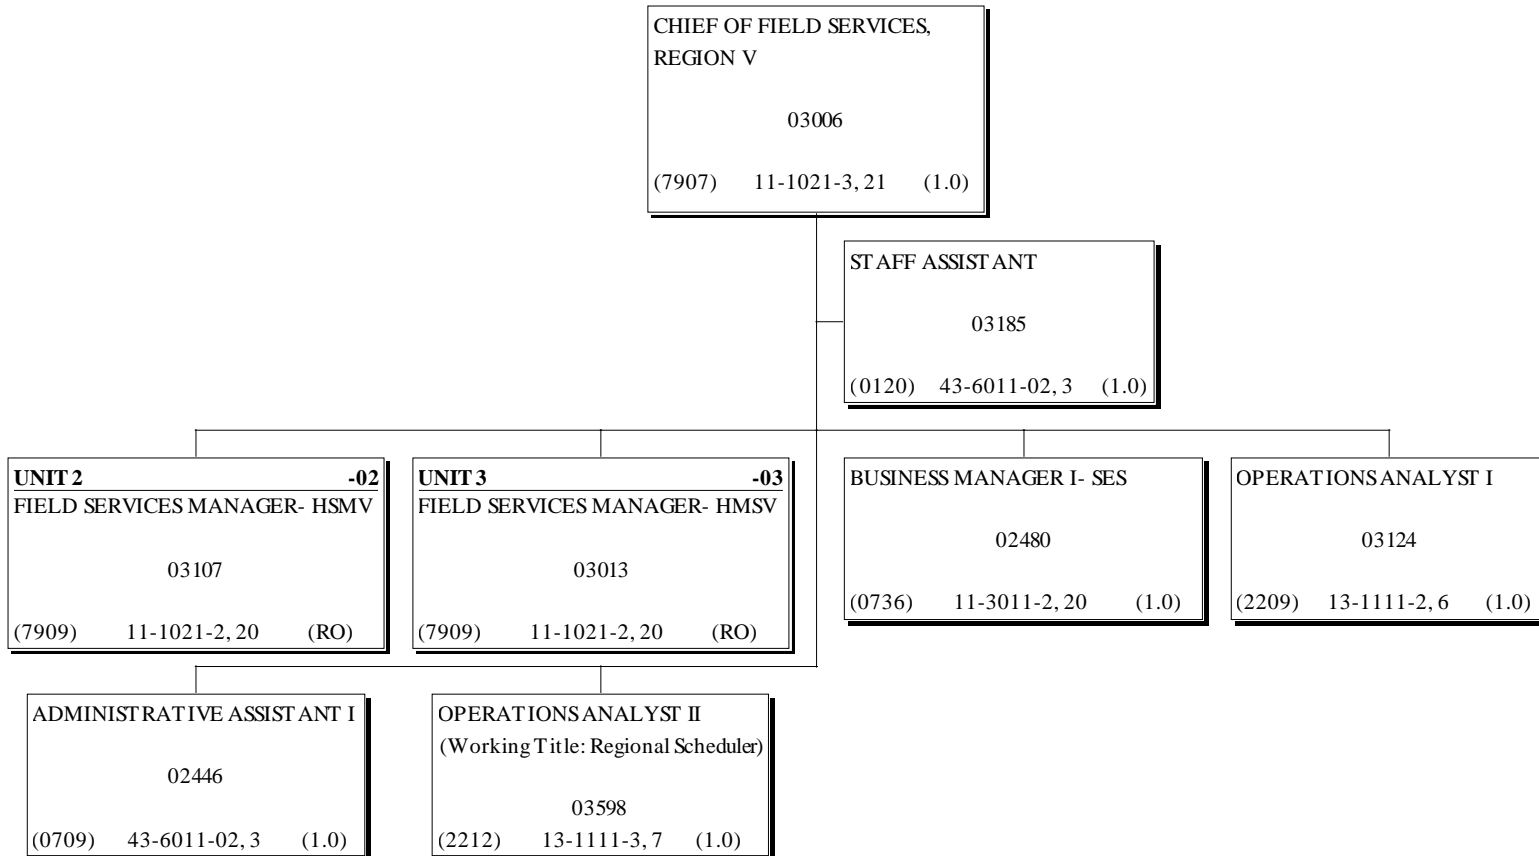 CHIEF OF FIELD SERVICES,
REGION V
03006
(7907) 11-1021-3, 21 (1.0)
STAFF ASSISTANT
03185
(0120) 43-6011-02, 3 (1.0)
UNIT 2 -02
FIELD SERVICES MANAGER- HSMV
03107
(7909) 11-1021-2, 20 (RO)
UNIT 3 -03
FIELD SERVICES MANAGER- HMSV
03013
(7909) 11-1021-2, 20 (RO)
BUSINESS MANAGER I- SES
02480
(0736) 11-3011-2, 20 (1.0)
OPERATIONS ANALYST I
03124
(2209) 13-1111-2, 6 (1.0)
ADMINISTRATIVE ASSISTANT I
02446
(0709) 43-6011-02, 3 (1.0)
OPERATIONS ANALYST II
(Working Title: Regional Scheduler)
03598
(2212) 13-1111-3, 7 (1.0)